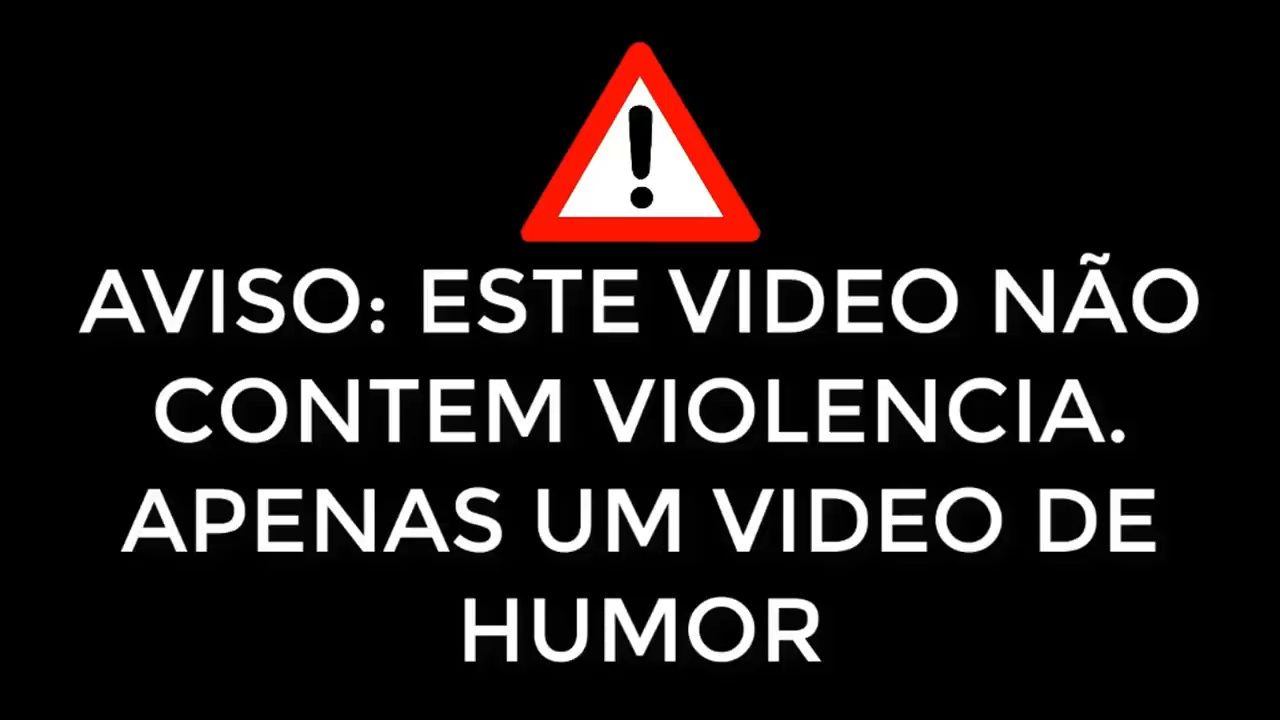 AVISO: ESTE VIDEO NÃO
CONTEM VIOLENCIA.
APENAS UM VIDEO DE
HUMOR